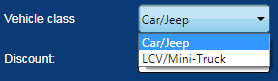 Vehicle class Car/Jeep
Car/Jeep
LCV/Mini-Truck
Discount: